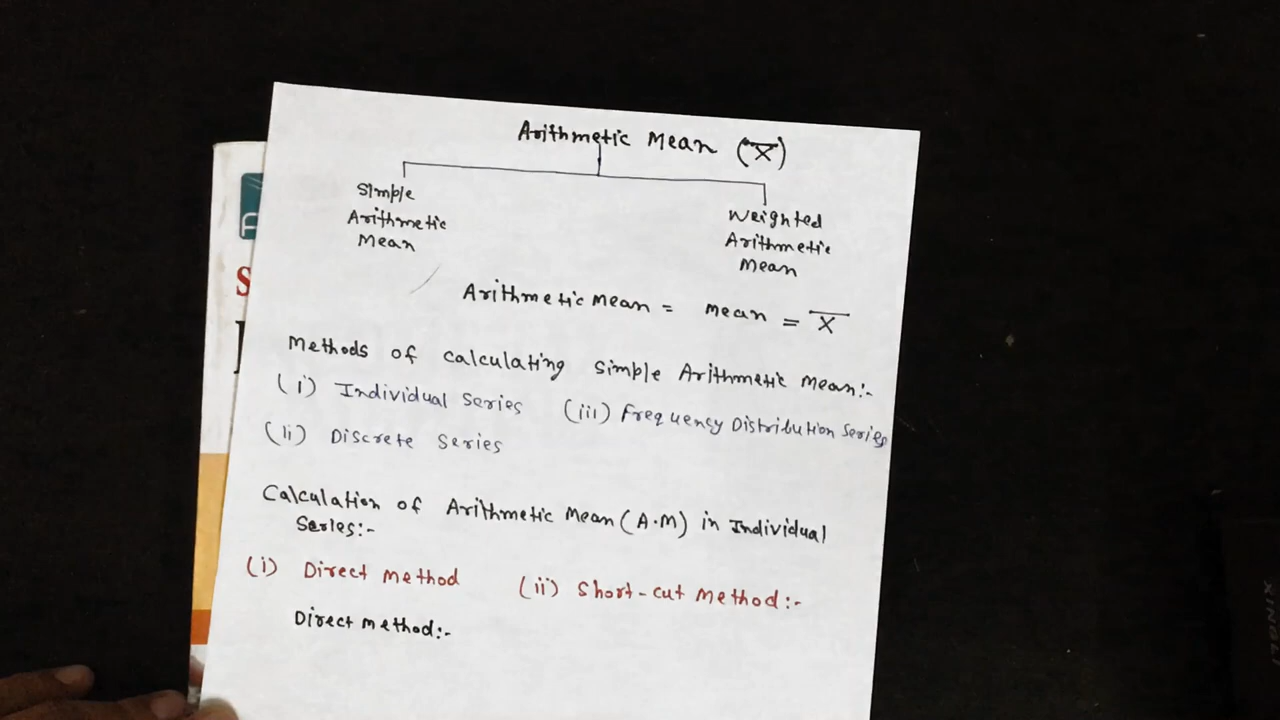 Arithmetic Mean (X̅)
Simple
Arithmetic
Mean
Weighted
Arithmetic
Mean
Arithmetic Mean = Mean = X̅
Methods of calculating simple Arithmetic Mean:-
(i) Individual Series (iii) Frequency Distribution Series
(ii) Discrete Series
Calculation of Arithmetic Mean (A.M) in Individual
Series:-
(i) Direct Method (ii) Short-cut Method:-
Direct Method:-
S